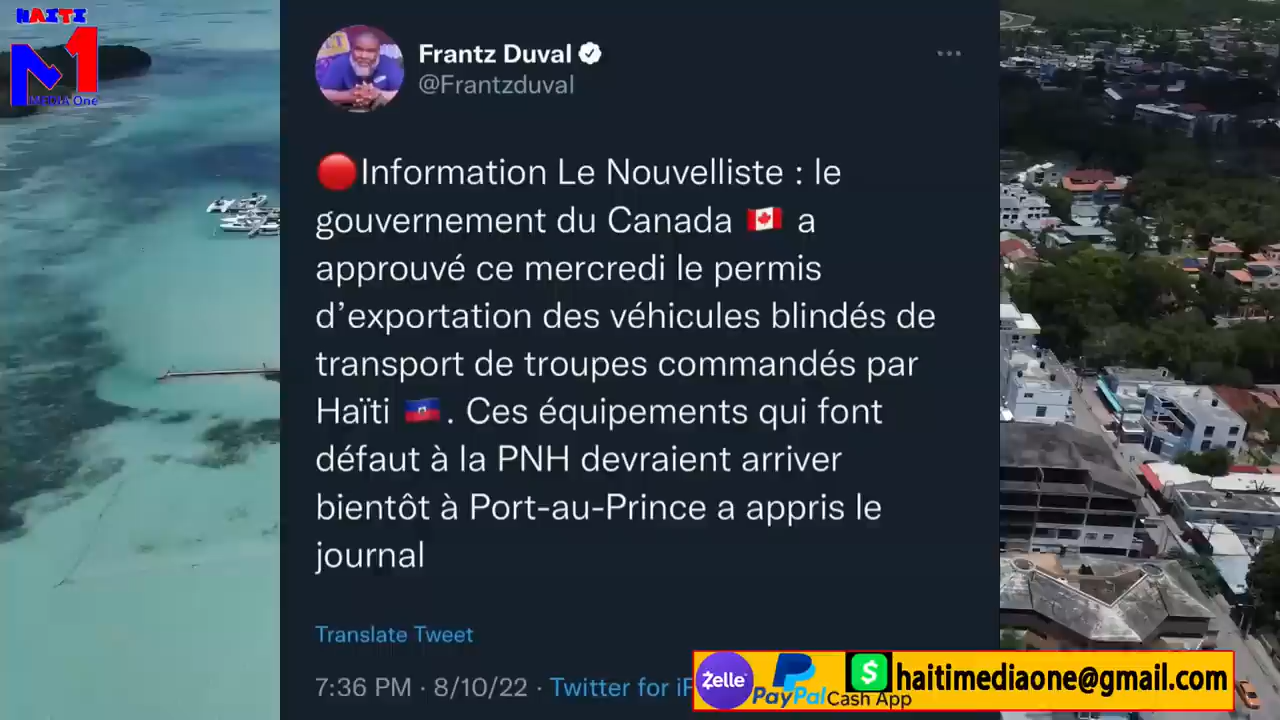 HAITI
M1
MEDIA One
Frantz Duval
@Frantzduval
🔴Information Le Nouvelliste : le
gouvernement du Canada 🇨🇦 a
approuvé ce mercredi le permis
d’exportation des véhicules blindés de
transport de troupes commandés par
Haïti 🇭🇹. Ces équipements qui font
défaut à la PNH devraient arriver
bientôt à Port-au-Prince a appris le
journal
Translate Tweet
7:36 PM · 8/10/22 · Twitter for
Zelle
PayPal
$
Cash App
haitimediaone@gmail.com